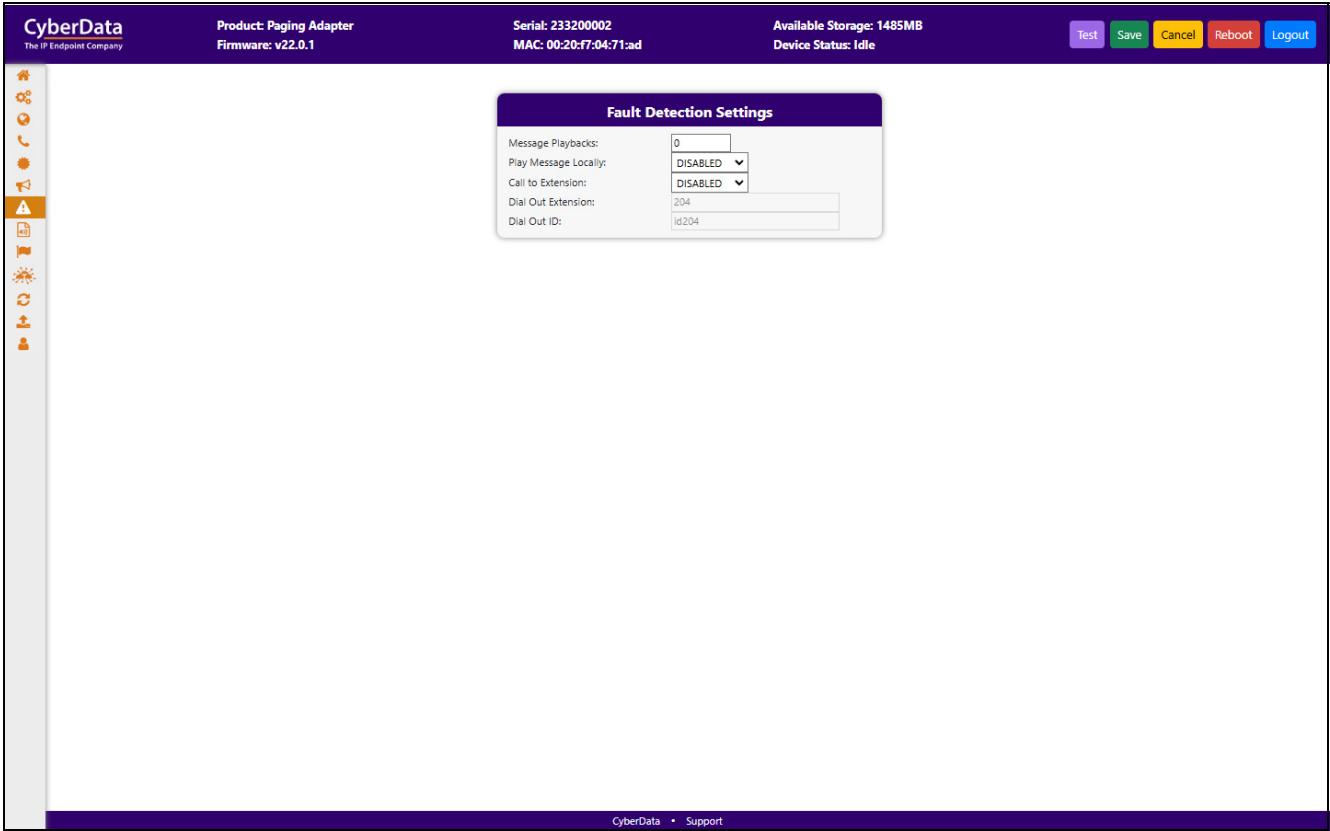 CyberData
The IP Endpoint Company
Product: Paging Adapter
Firmware: v22.0.1
Serial: 233200002
MAC: 00:20:f7:04:71:ad
Available Storage: 1485MB
Device Status: Idle
Test Save Cancel Reboot Logout
Fault Detection Settings
Message Playbacks: 0
Play Message Locally: DISABLED
Call to Extension: DISABLED
Dial Out Extension: 204
Dial Out ID: id204
CyberData • Support